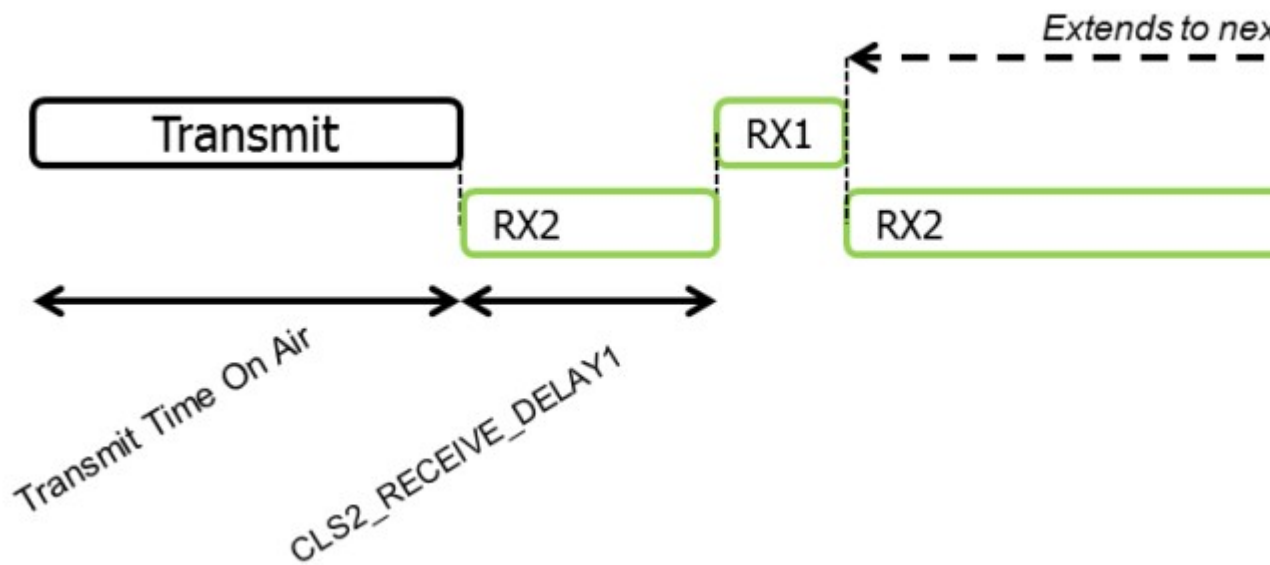 Extends to nex
Transmit
RX1
RX2
RX2
Transmit Time On Air
CLS2_RECEIVE_DELAY1